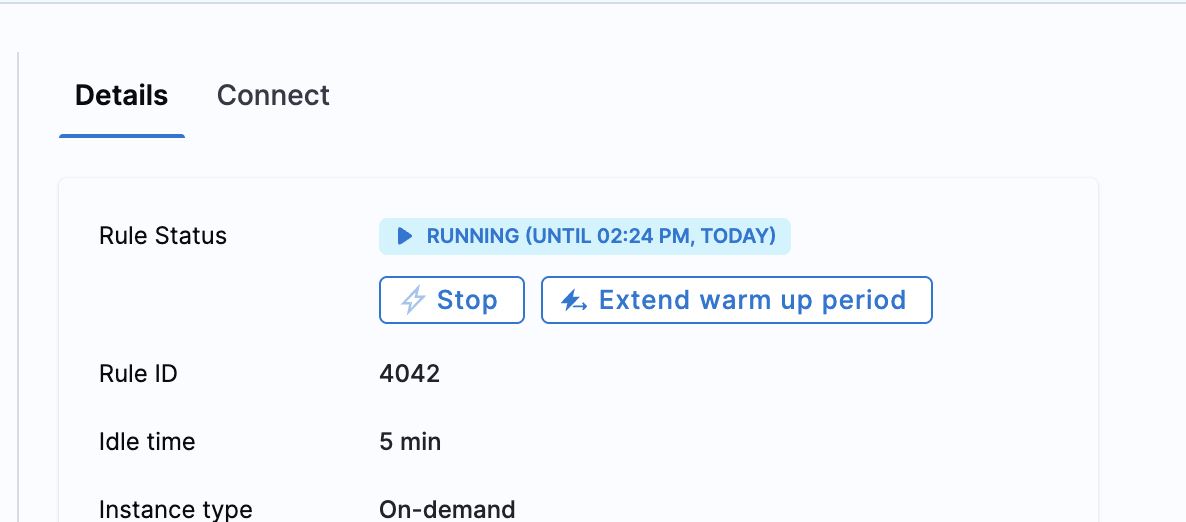 Details Connect
Rule Status RUNNING (UNTIL 02:24 PM, TODAY)
Stop Extend warm up period
Rule ID 4042
Idle time 5 min
Instance type On-demand